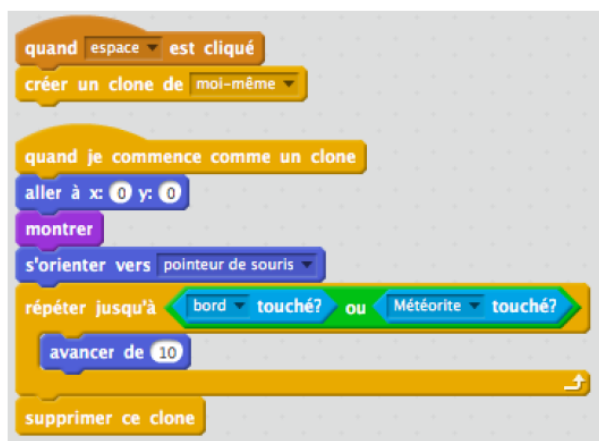 quand espace est cliqué
créer un clone de moi-même
quand je commence comme un clone
aller à x: 0 y: 0
montrer
s'orienter vers pointeur de souris
répéter jusqu'à bord touché? ou Météorite touché?
avancer de 10
supprimer ce clone